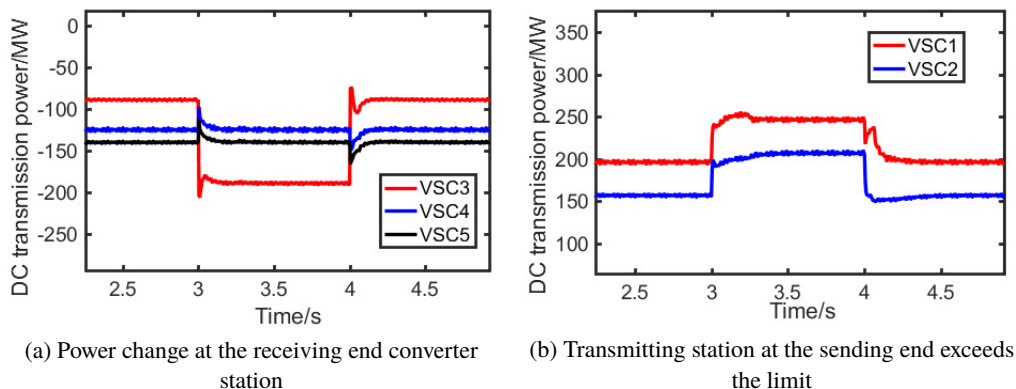 DC transmission power/MW
0
-50
-100
-150
-200
-250
VSC3
VSC4
VSC5
2.5 3 3.5 4 4.5
Time/s
(a) Power change at the receiving end converter
station
DC transmission power/MW
350
300
250
200
150
100
VSC1
VSC2
2.5 3 3.5 4 4.5
Time/s
(b) Transmitting station at the sending end exceeds
the limit